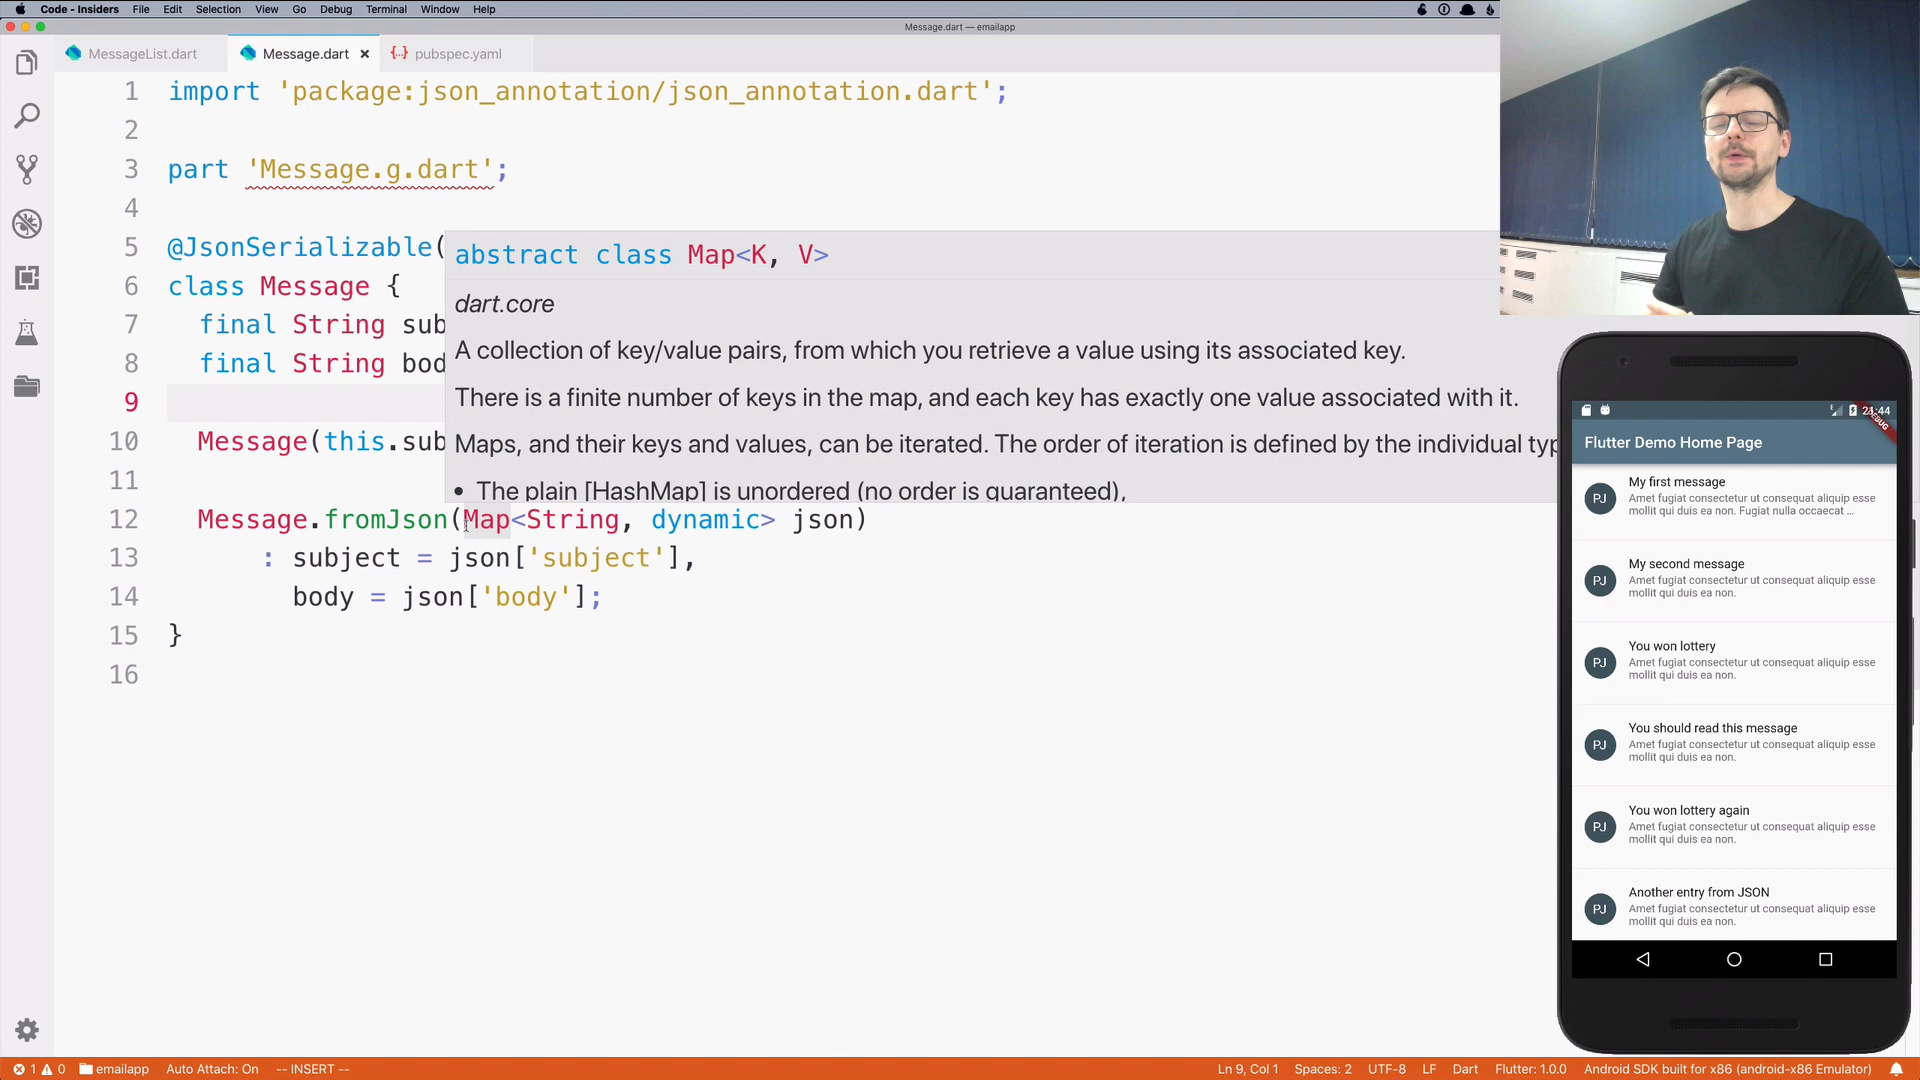 Code - Insiders File Edit Selection View Go Debug Terminal Window Help
Message.dart — emailapp
MessageList.dart Message.dart × {..} pubspec.yaml
1 import 'package:json_annotation/json_annotation.dart';
2
3 part 'Message.g.dart';
4
5 @JsonSerializable(
6 class Message {
7 final String sub
8 final String bod
9
10 Message(this.sub
11
abstract class Map<K, V>
dart.core
A collection of key/value pairs, from which you retrieve a value using its associated key.
There is a finite number of keys in the map, and each key has exactly one value associated with it.
Maps, and their keys and values, can be iterated. The order of iteration is defined by the individual typ
• The plain [HashMap] is unordered (no order is guaranteed),
12 Message.fromJson(Map<String, dynamic> json)
13 : subject = json['subject'],
14 body = json['body'];
15 }
16
DEBUG
Flutter Demo Home Page
PJ
My first message
Amet fugiat consectetur ut consequat aliquip esse
mollit qui duis ea non. Fugiat nulla occaecat ...
PJ
My second message
Amet fugiat consectetur ut consequat aliquip esse
mollit qui duis ea non.
PJ
You won lottery
Amet fugiat consectetur ut consequat aliquip esse
mollit qui duis ea non.
PJ
You should read this message
Amet fugiat consectetur ut consequat aliquip esse
mollit qui duis ea non.
PJ
You won lottery again
Amet fugiat consectetur ut consequat aliquip esse
mollit qui duis ea non.
PJ
Another entry from JSON
Amet fugiat consectetur ut consequat aliquip esse
mollit qui duis ea non.
1 0 emailapp Auto Attach: On -- INSERT -- Ln 9, Col 1 Spaces: 2 UTF-8 LF Dart Flutter: 1.0.0 Android SDK built for x86 (android-x86 Emulator)